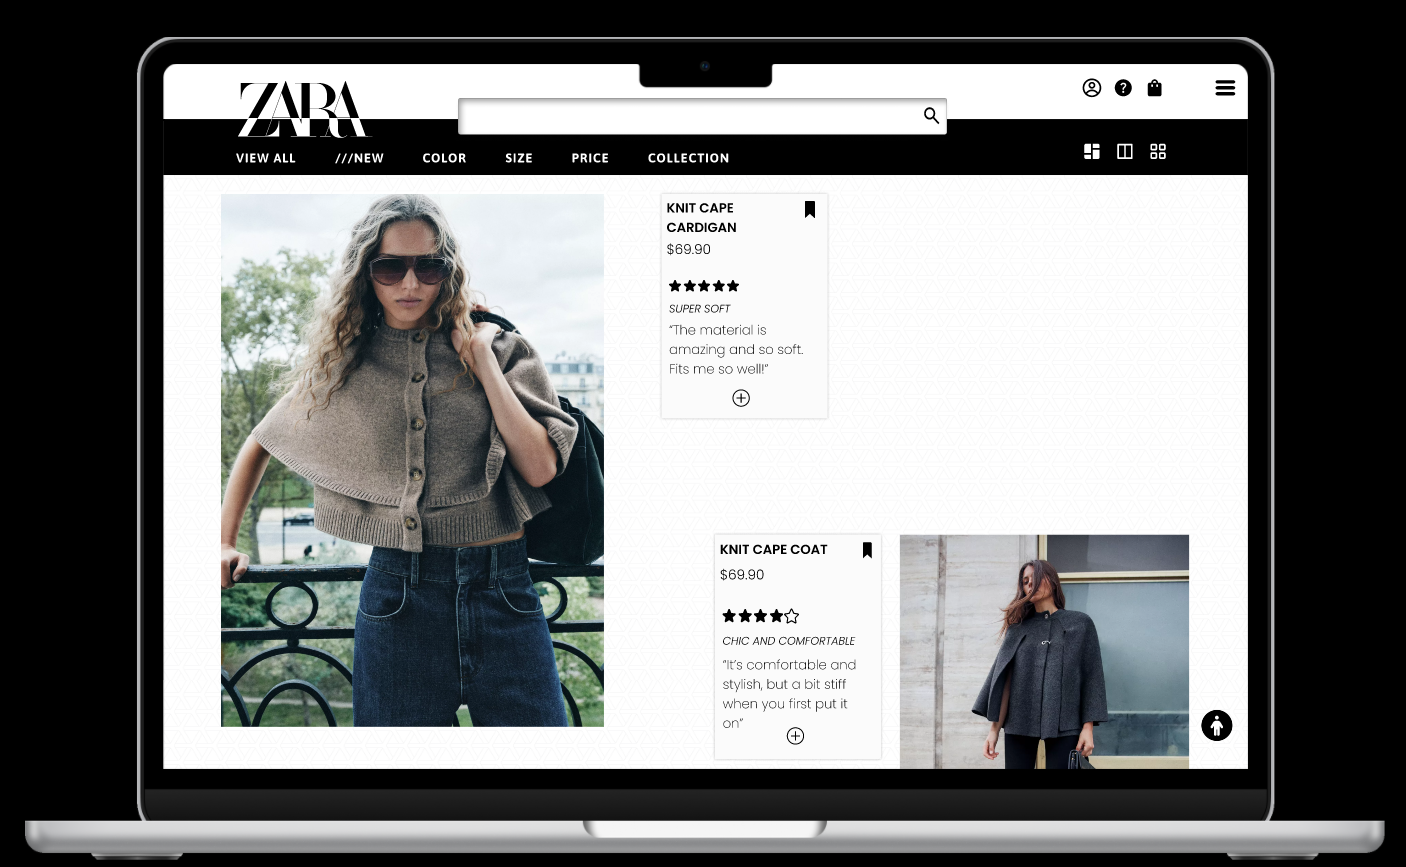 ZARA
VIEW ALL ///NEW COLOR SIZE PRICE COLLECTION
KNIT CAPE
CARDIGAN
$69.90
SUPER SOFT
“The material is
amazing and so soft.
Fits me so well!”
KNIT CAPE COAT
$69.90
CHIC AND COMFORTABLE
“It’s comfortable and
stylish, but a bit stiff
when you first put it
on”